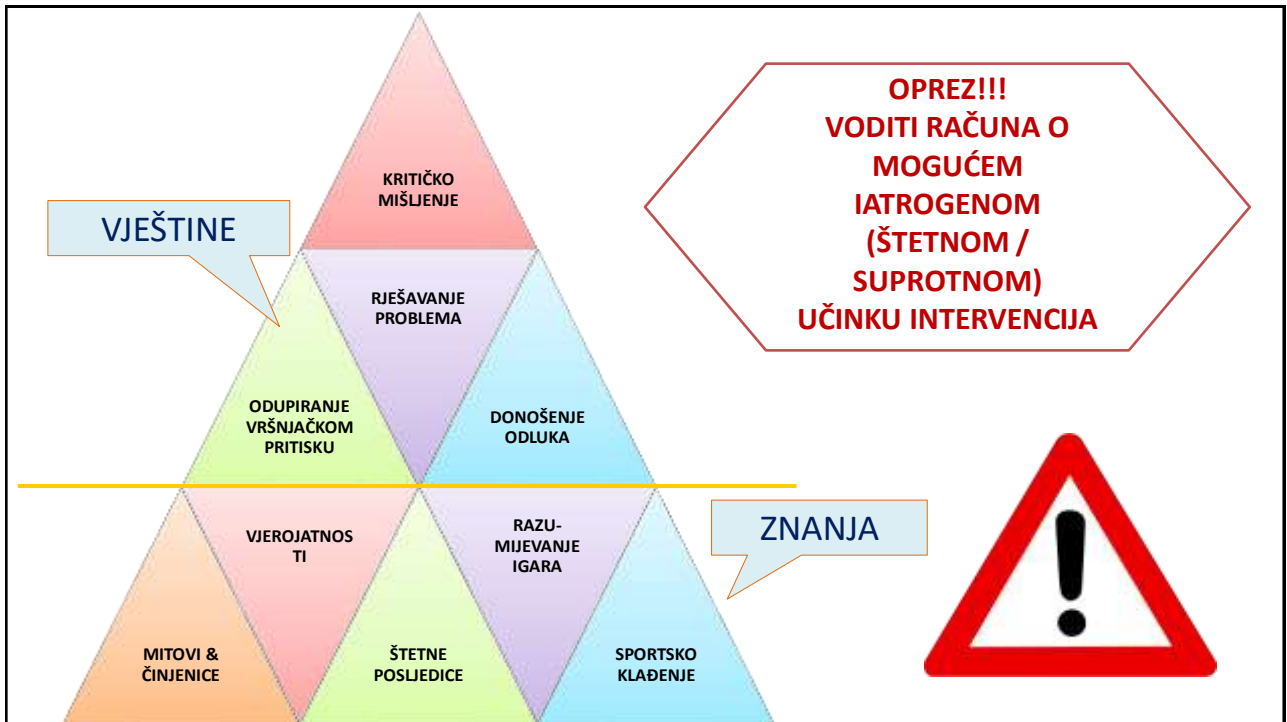 KRITIČKO
MIŠLJENJE
VJEŠTINE
RJEŠAVANJE
PROBLEMA
ODUPIRANJE
VRŠNJAČKOM
PRITISKU
DONOŠENJE
ODLUKA
VJEROJATNOS
TI
RAZU-
MIJEVANJE
IGARA
ZNANJA
MITOVI &
ČINJENICE
ŠTETNE
POSLJEDICE
SPORTSKO
KLAĐENJE
OPREZ!!!
VODITI RAČUNA O
MOGUĆEM
IATROGENOM
(ŠTETNOM /
SUPROTNOM)
UČINKU INTERVENCIJA